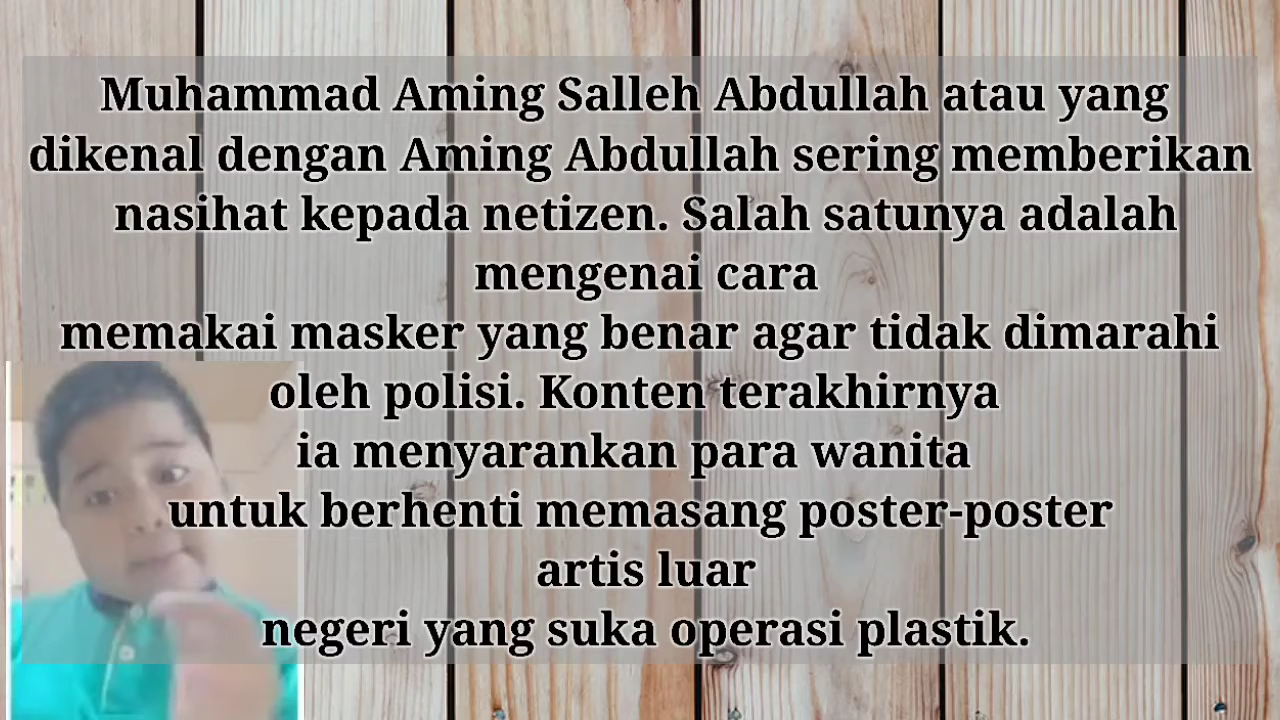 Muhammad Aming Salleh Abdullah atau yang
dikenal dengan Aming Abdullah sering memberikan
nasihat kepada netizen. Salah satunya adalah
mengenai cara
memakai masker yang benar agar tidak dimarahi
oleh polisi. Konten terakhirnya
ia menyarankan para wanita
untuk berhenti memasang poster-poster
artis luar
negeri yang suka operasi plastik.